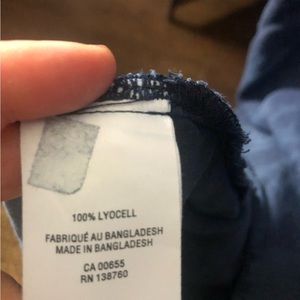 100% LYOCELL
FABRIQUÉ AU BANGLADESH
MADE IN BANGLADESH
CA 00655
RN 138760